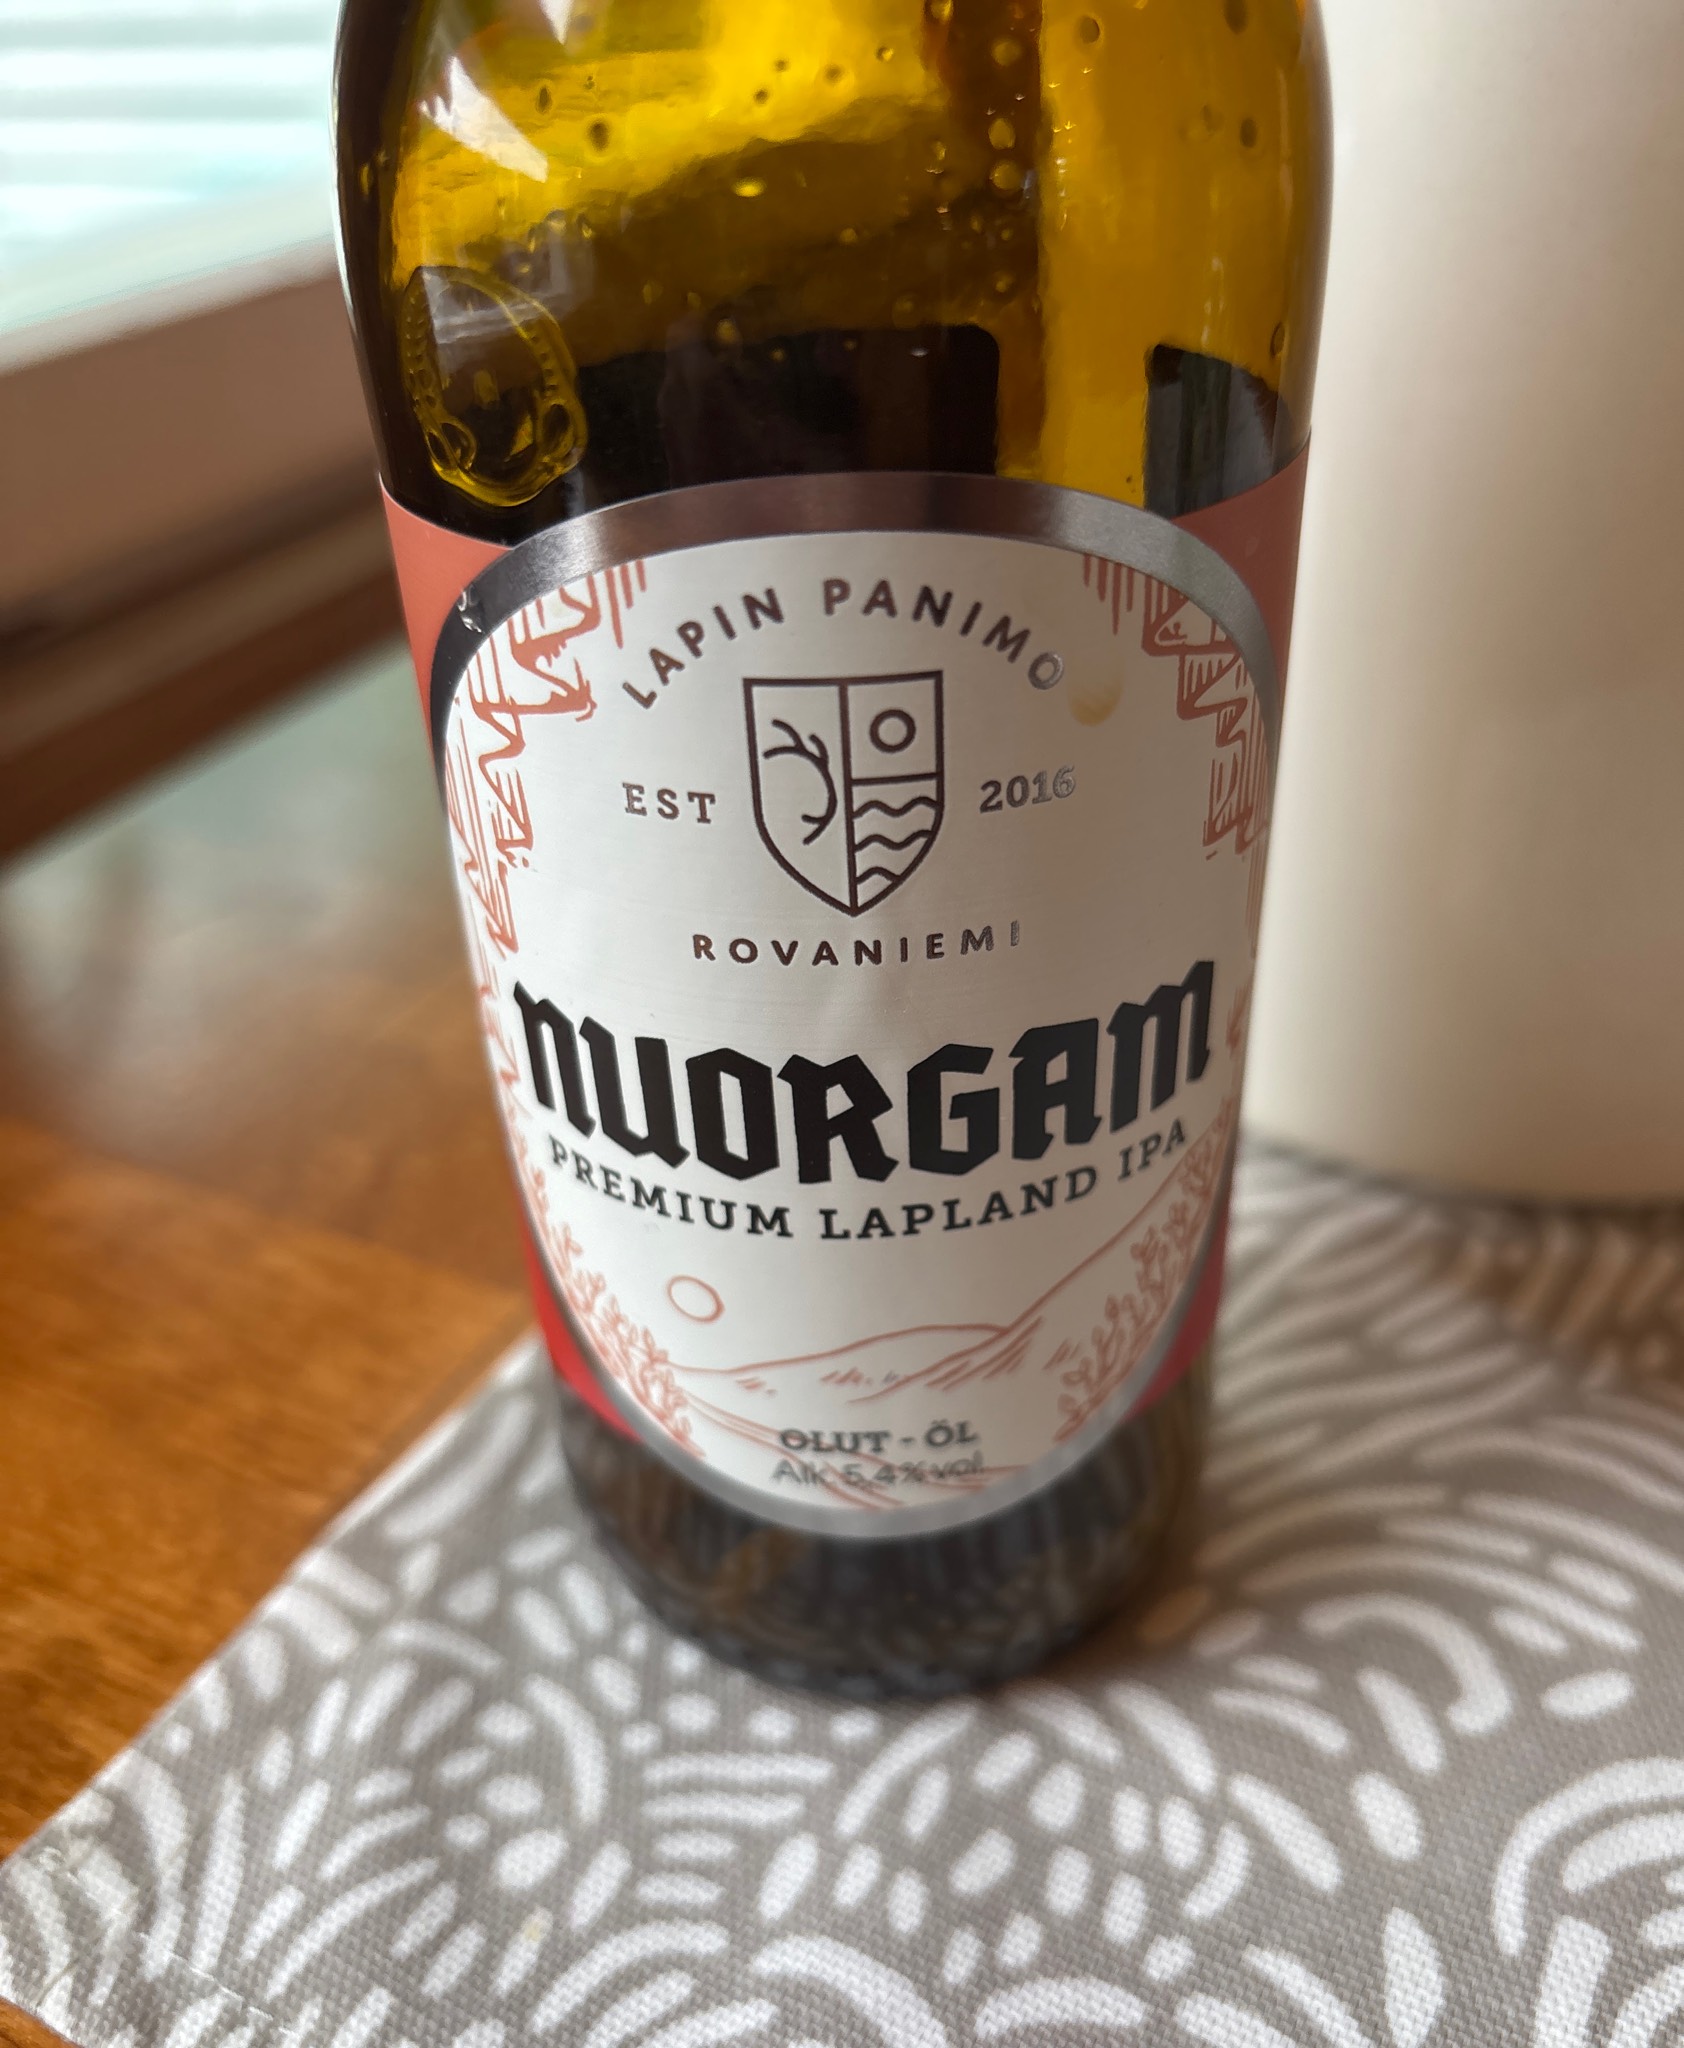 LAPIN PANIMO
EST 2016
ROVANIEMI
NUORGAM
PREMIUM LAPLAND IPA
OLUT - ÖL
Alk 5,4% vol